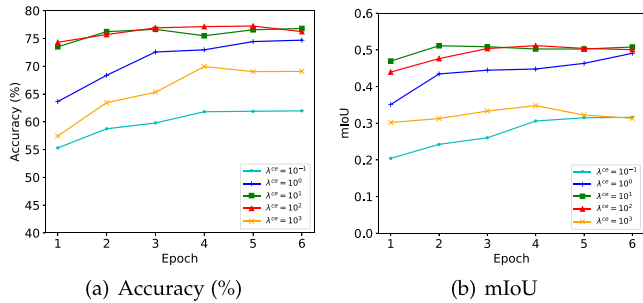 80
75
70
65
60
55
50
45
40
Accuracy (%)
1 2 3 4 5 6
Epoch
λ^ce = 10^-1
λ^ce = 10^0
λ^ce = 10^1
λ^ce = 10^2
λ^ce = 10^3
(a) Accuracy (%)
0.6
0.5
0.4
0.3
0.2
0.1
0.0
mIoU
1 2 3 4 5 6
Epoch
λ^ce = 10^-1
λ^ce = 10^0
λ^ce = 10^1
λ^ce = 10^2
λ^ce = 10^3
(b) mIoU